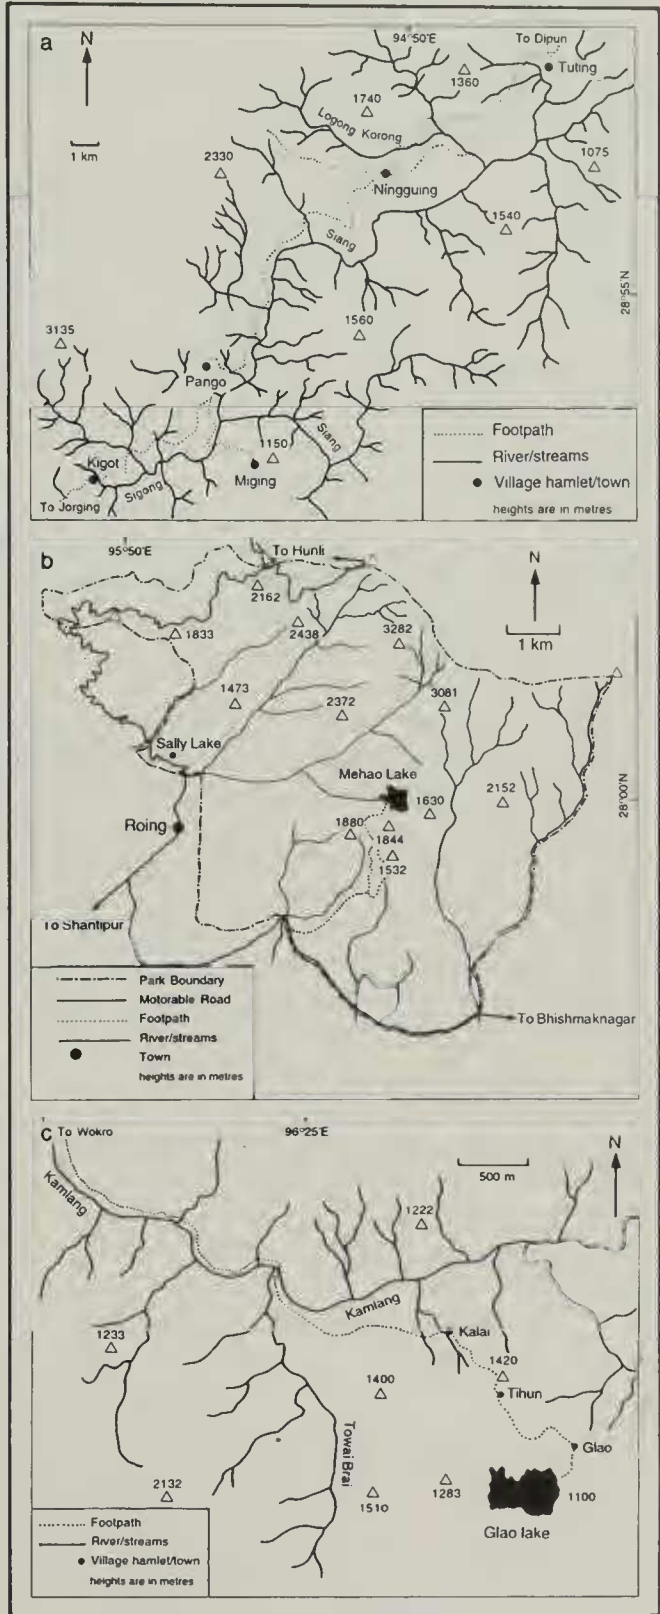 a
N
1 km
94°50'E
To Dipun
Tuting
1360
1740
Logong Korong
2330
1075
Ningguing
1540
Siang
28°55'N
1560
3135
Pango
Siang
1150
Kigot
Miging
Sigong
To Jorging
Footpath
River/streams
Village hamlet/town
heights are in metres
b
95°50'E
To Hunli
N
1 km
2162
1833
2438
3282
1473
2372
3081
Sally Lake
Mehao Lake
28°00'N
2152
1630
Roing
1880
1844
1532
To Shantipur
To Bhishmaknagar
Park Boundary
Motorable Road
Footpath
River/streams
Town
heights are in metres
c
To Wokro
96°25'E
N
500 m
Kamlang
1222
Kamlang
Kalai
1233
1420
1400
Tihun
Towai Brai
Glao
2132
1510
1283
1100
Glao lake
Footpath
River/streams
Village hamlet/town
heights are in metres